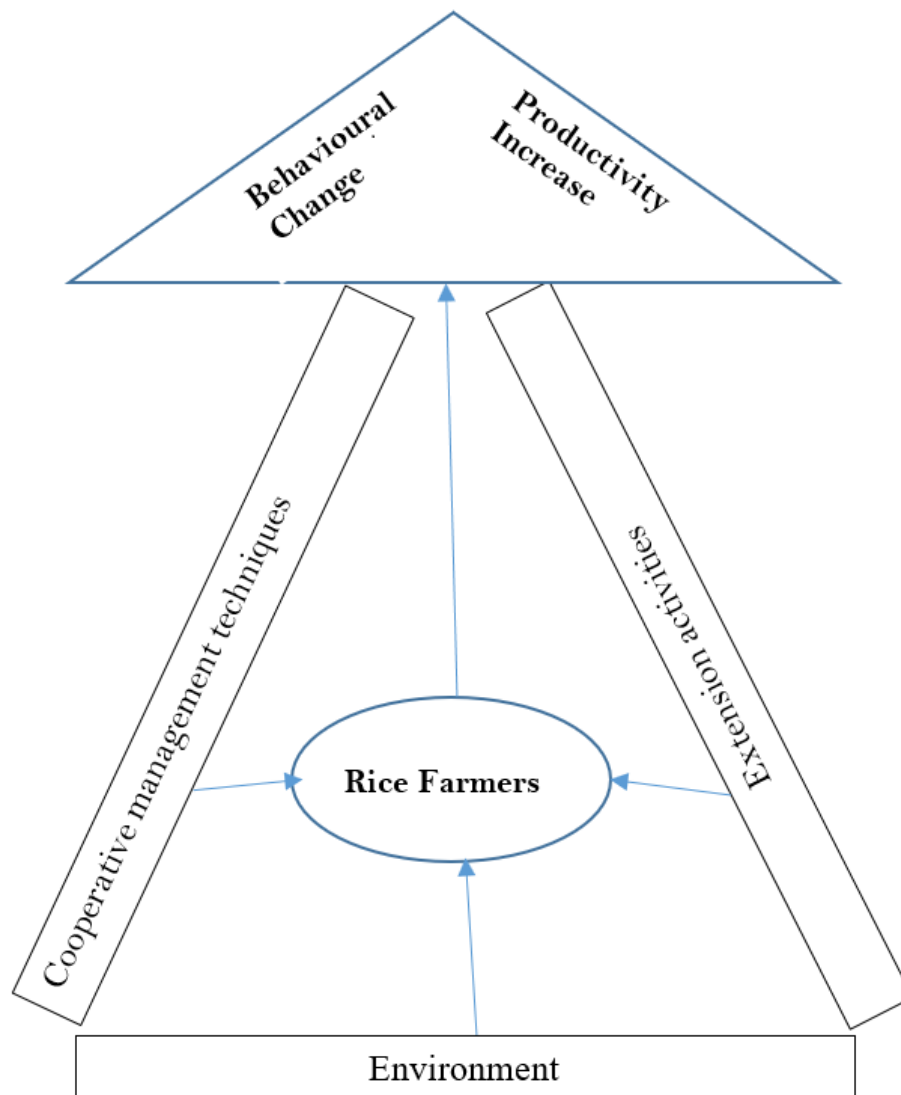 Behavioural
Change
Productivity
Increase
Cooperative management techniques
Extension activities
Rice Farmers
Environment